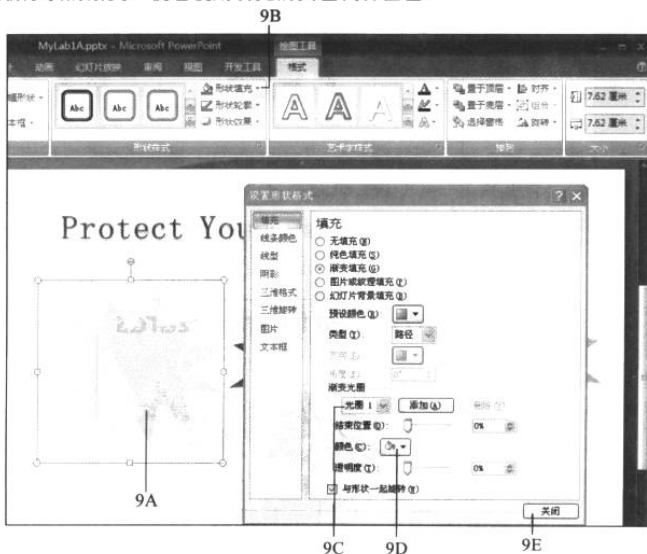 9B
MyLab1A.pptx - Microsoft PowerPoint 绘图工具
动画 幻灯片放映 审阅 视图 开发工具 格式
Abc Abc Abc 形状填充 形状轮廓 形状效果
置于顶层 对齐
置于底层 组合
选择窗格 旋转
7.62 厘米
7.62 厘米
形状样式 艺术字样式 排列 大小
Protect You
设置形状格式
填充
线条颜色
线型
阴影
三维格式
三维旋转
图片
文本框
填充
无填充(N)
纯色填充(S)
渐变填充(G)
图片或纹理填充(P)
幻灯片背景填充(B)
预设颜色(R):
类型(Y): 路径
渐变光圈
光圈 1 添加(A)
结束位置(O): 0%
颜色(C):
透明度(T): 0%
与形状一起旋转(W)
关闭
9A
9C
9D
9E